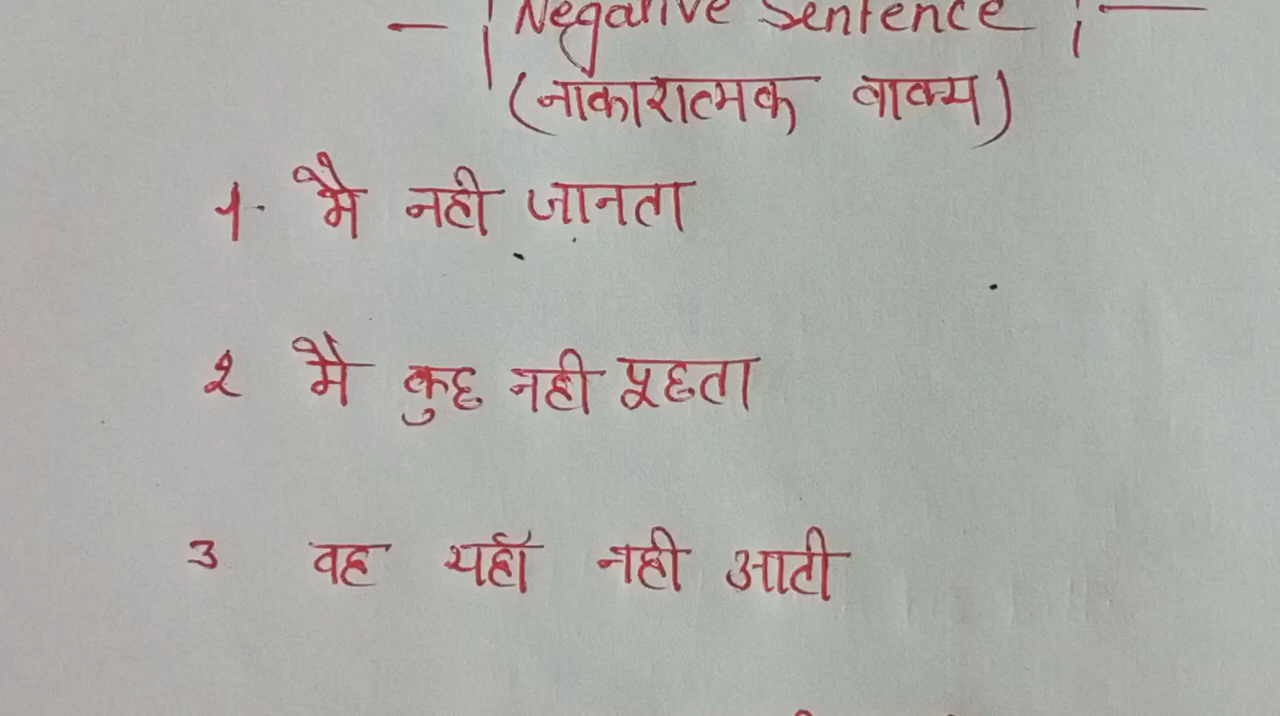 Negative Sentence
(नाकारात्मक वाक्य)
1. मै नही जानता
2 मै कुछ नही पूछता
3 वह यहाँ नही आती